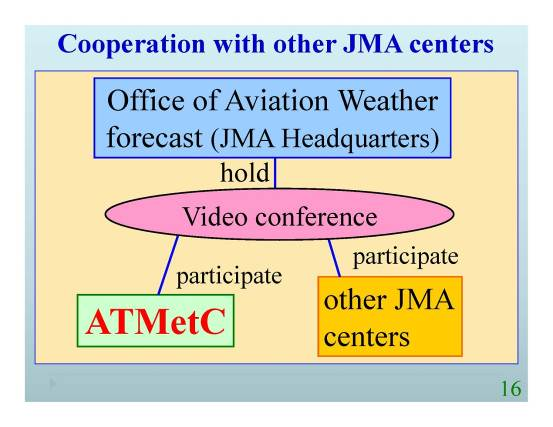 Cooperation with other JMA centers
Office of Aviation Weather
forecast (JMA Headquarters)
hold
Video conference
participate
participate
ATMetC
other JMA
centers
16